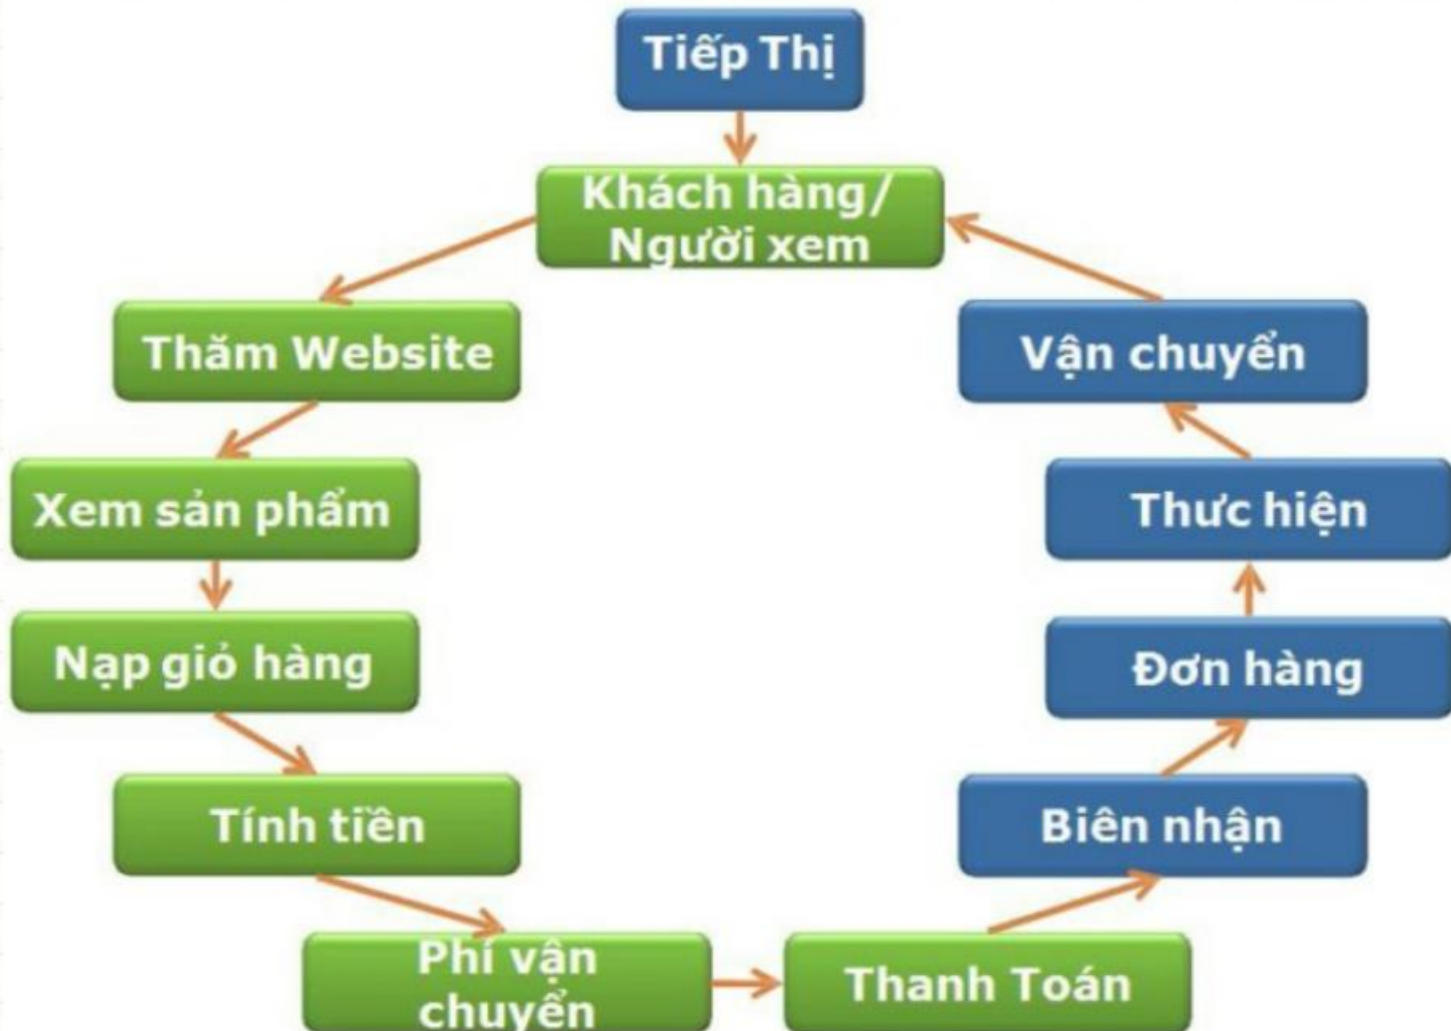 Tiếp Thị
Khách hàng/
Người xem
Thăm Website
Vận chuyển
Xem sản phẩm
Thưc hiện
Nạp giỏ hàng
Đơn hàng
Tính tiền
Biên nhận
Phí vận
chuyển
Thanh Toán